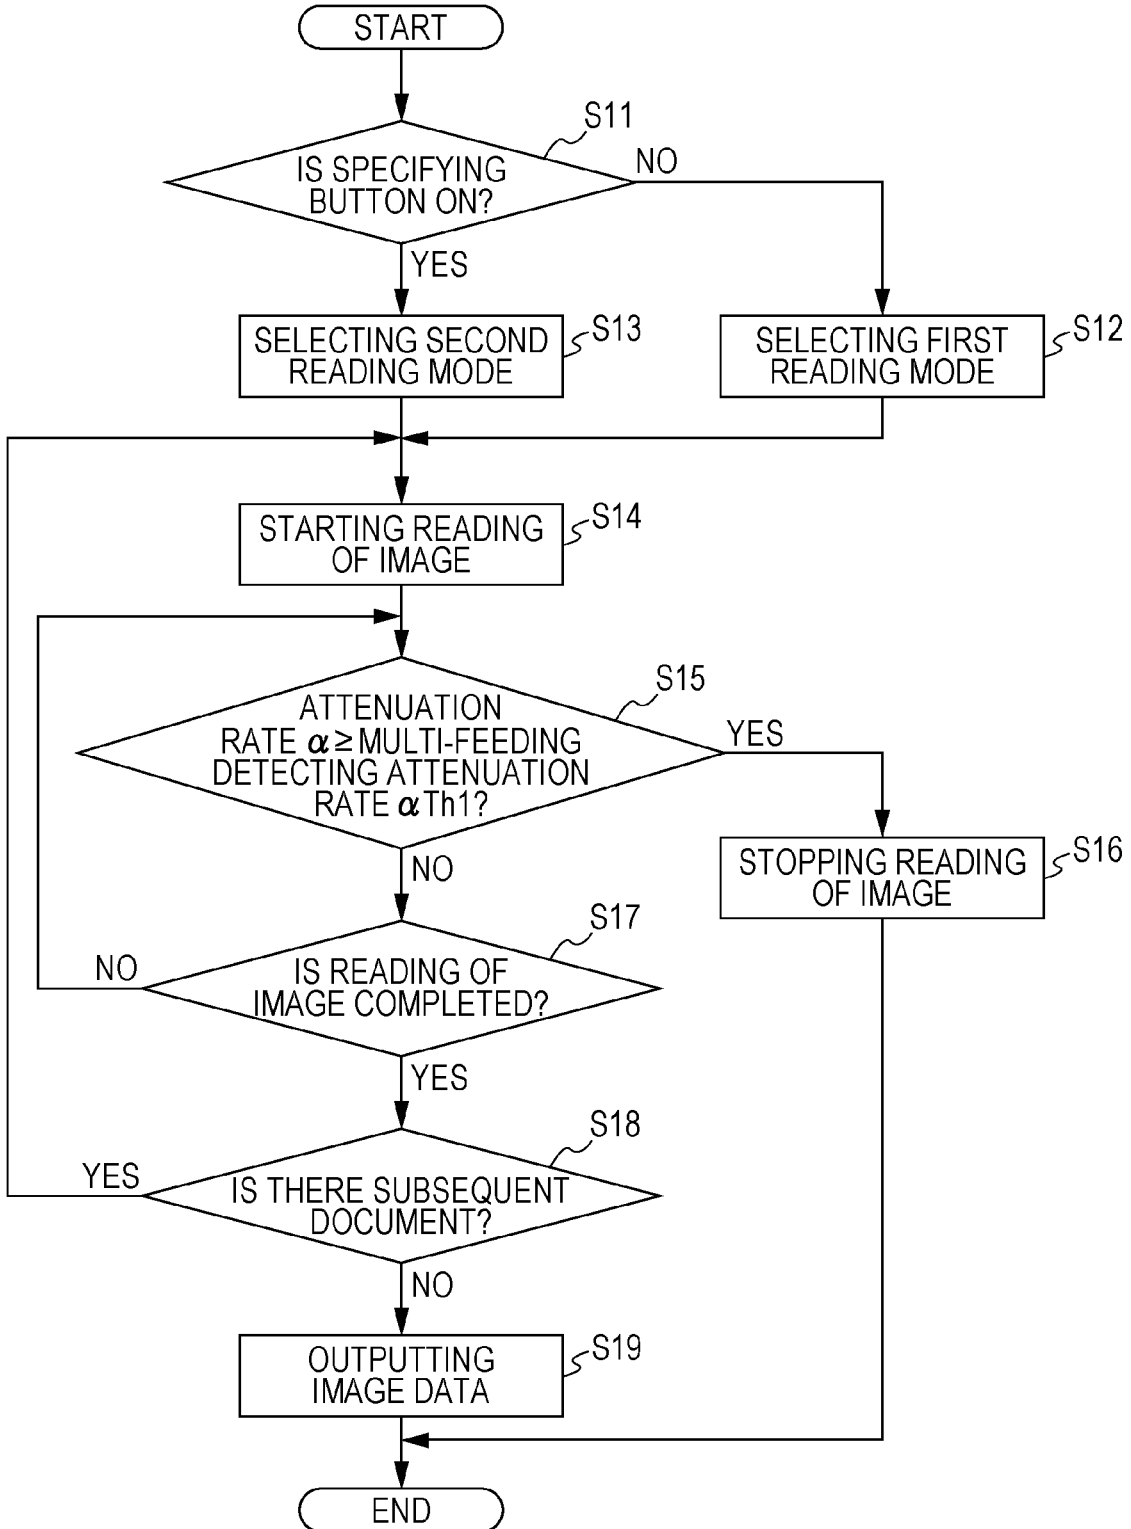 START
S11
IS SPECIFYING
BUTTON ON?
NO
YES
SELECTING SECOND
READING MODE
S13
SELECTING FIRST
READING MODE
S12
STARTING READING
OF IMAGE
S14
S15
ATTENUATION
RATE α ≥ MULTI-FEEDING
DETECTING ATTENUATION
RATE αTh1?
YES
NO
STOPPING READING
OF IMAGE
S16
S17
IS READING OF
IMAGE COMPLETED?
NO
YES
S18
IS THERE SUBSEQUENT
DOCUMENT?
YES
NO
OUTPUTTING
IMAGE DATA
S19
END